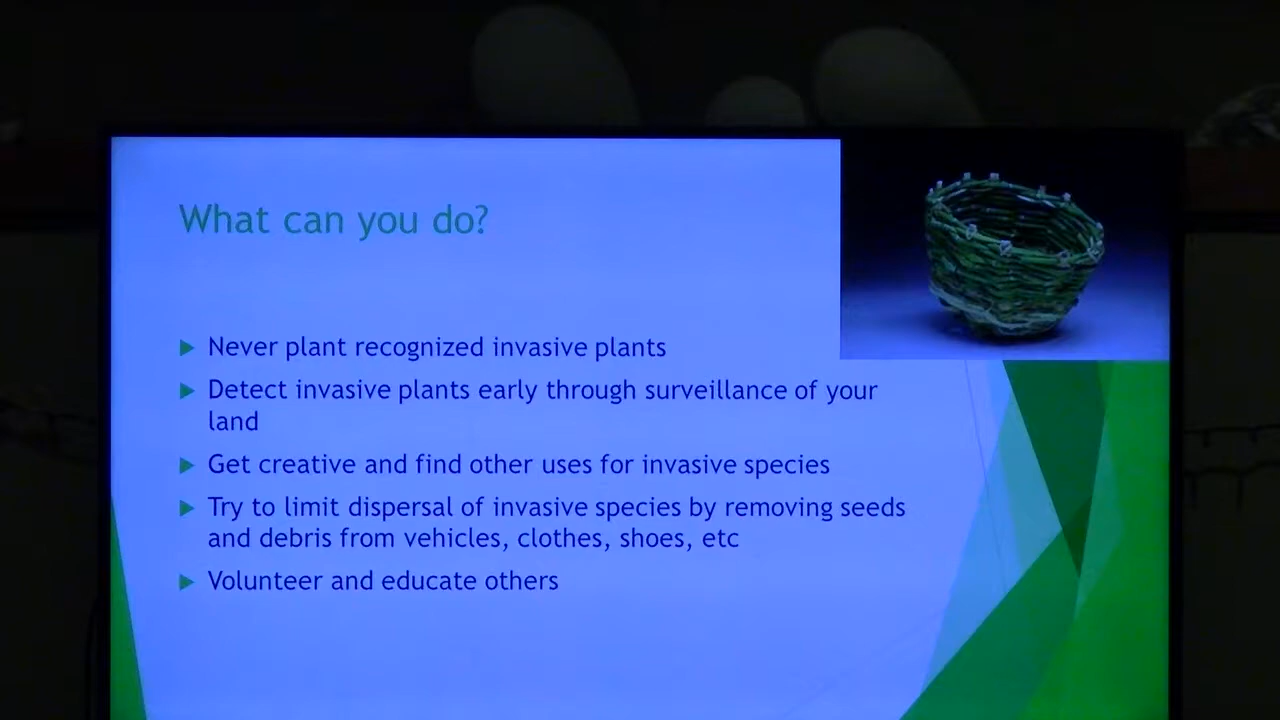 What can you do?
Never plant recognized invasive plants
Detect invasive plants early through surveillance of your
land
Get creative and find other uses for invasive species
Try to limit dispersal of invasive species by removing seeds
and debris from vehicles, clothes, shoes, etc
Volunteer and educate others